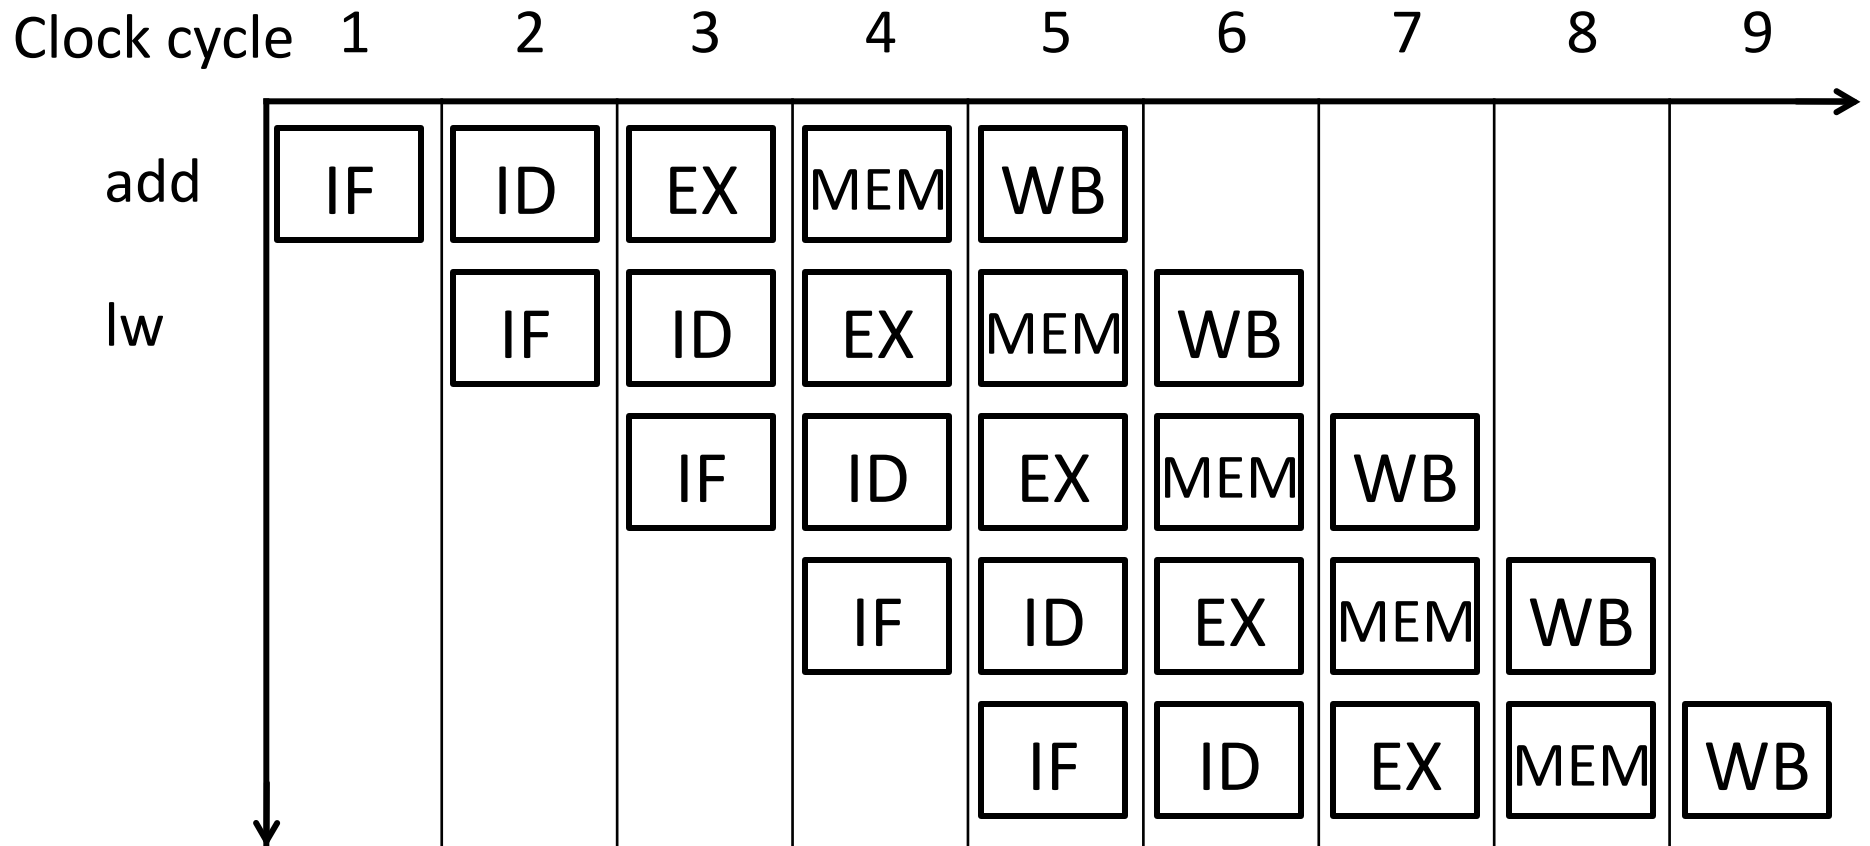 Clock cycle 1 2 3 4 5 6 7 8 9
add IF ID EX MEM WB
lw IF ID EX MEM WB
IF ID EX MEM WB
IF ID EX MEM WB
IF ID EX MEM WB